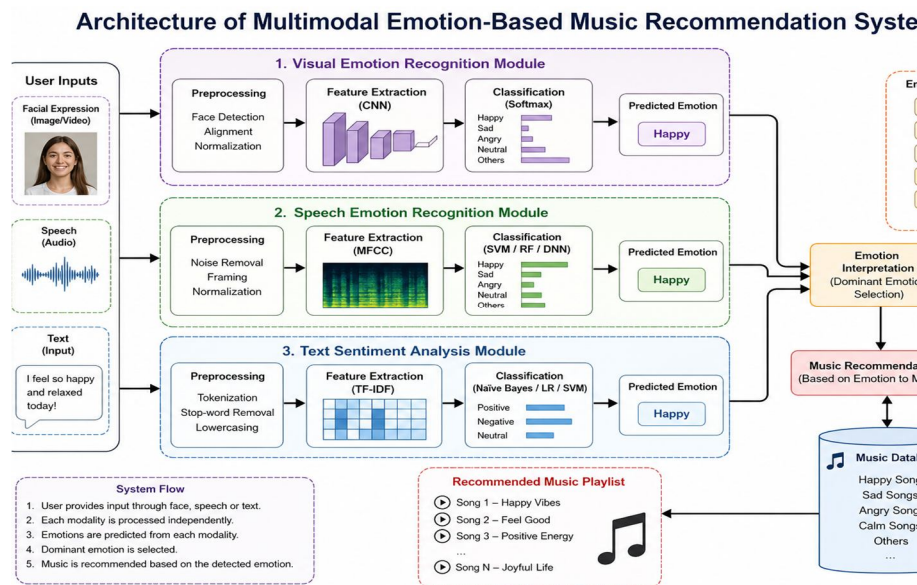 Architecture of Multimodal Emotion-Based Music Recommendation Syste
User Inputs
Facial Expression
(Image/Video)
Speech
(Audio)
Text
(Input)
I feel so happy
and relaxed
today!
1. Visual Emotion Recognition Module
Preprocessing
Face Detection
Alignment
Normalization
Feature Extraction
(CNN)
Classification
(Softmax)
Happy
Sad
Angry
Neutral
Others
Predicted Emotion
Happy
2. Speech Emotion Recognition Module
Preprocessing
Noise Removal
Framing
Normalization
Feature Extraction
(MFCC)
Classification
(SVM / RF / DNN)
Happy
Sad
Angry
Neutral
Others
Predicted Emotion
Happy
3. Text Sentiment Analysis Module
Preprocessing
Tokenization
Stop-word Removal
Lowercasing
Feature Extraction
(TF-IDF)
Classification
(Naïve Bayes / LR / SVM)
Positive
Negative
Neutral
Predicted Emotion
Happy
Em
Emotion
Interpretation
(Dominant Emotio
Selection)
Music Recommenda
(Based on Emotion to M
Music Datab
Happy Song
Sad Songs
Angry Song
Calm Songs
Others
...
System Flow
1. User provides input through face, speech or text.
2. Each modality is processed independently.
3. Emotions are predicted from each modality.
4. Dominant emotion is selected.
5. Music is recommended based on the detected emotion.
Recommended Music Playlist
Song 1 – Happy Vibes
Song 2 – Feel Good
Song 3 – Positive Energy
...
Song N – Joyful Life